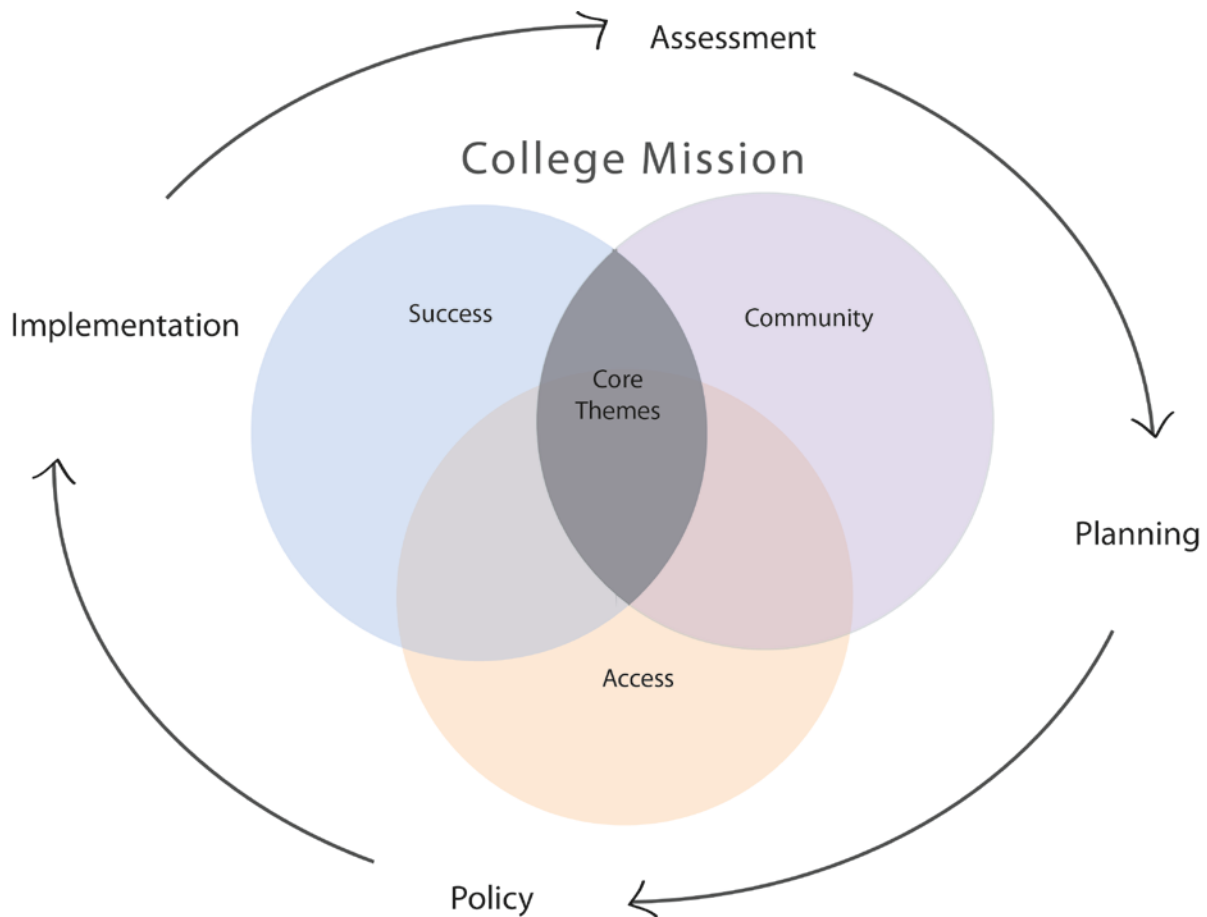 Assessment
College Mission
Success
Community
Implementation
Core
Themes
Planning
Access
Policy